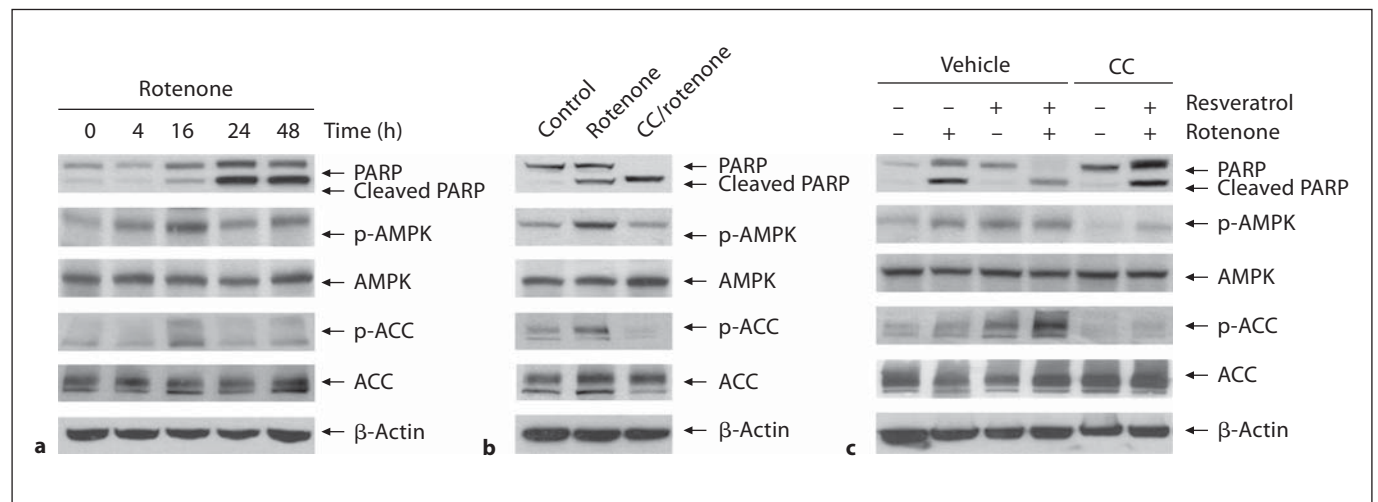 Rotenone
0 4 16 24 48 Time (h)
← PARP
← Cleaved PARP
← p-AMPK
← AMPK
← p-ACC
← ACC
← β-Actin
a
Control
Rotenone
CC/rotenone
← PARP
← Cleaved PARP
← p-AMPK
← AMPK
← p-ACC
← ACC
← β-Actin
b
Vehicle CC
– – + + – + Resveratrol
– + – + – + Rotenone
← PARP
← Cleaved PARP
← p-AMPK
← AMPK
← p-ACC
← ACC
← β-Actin
c